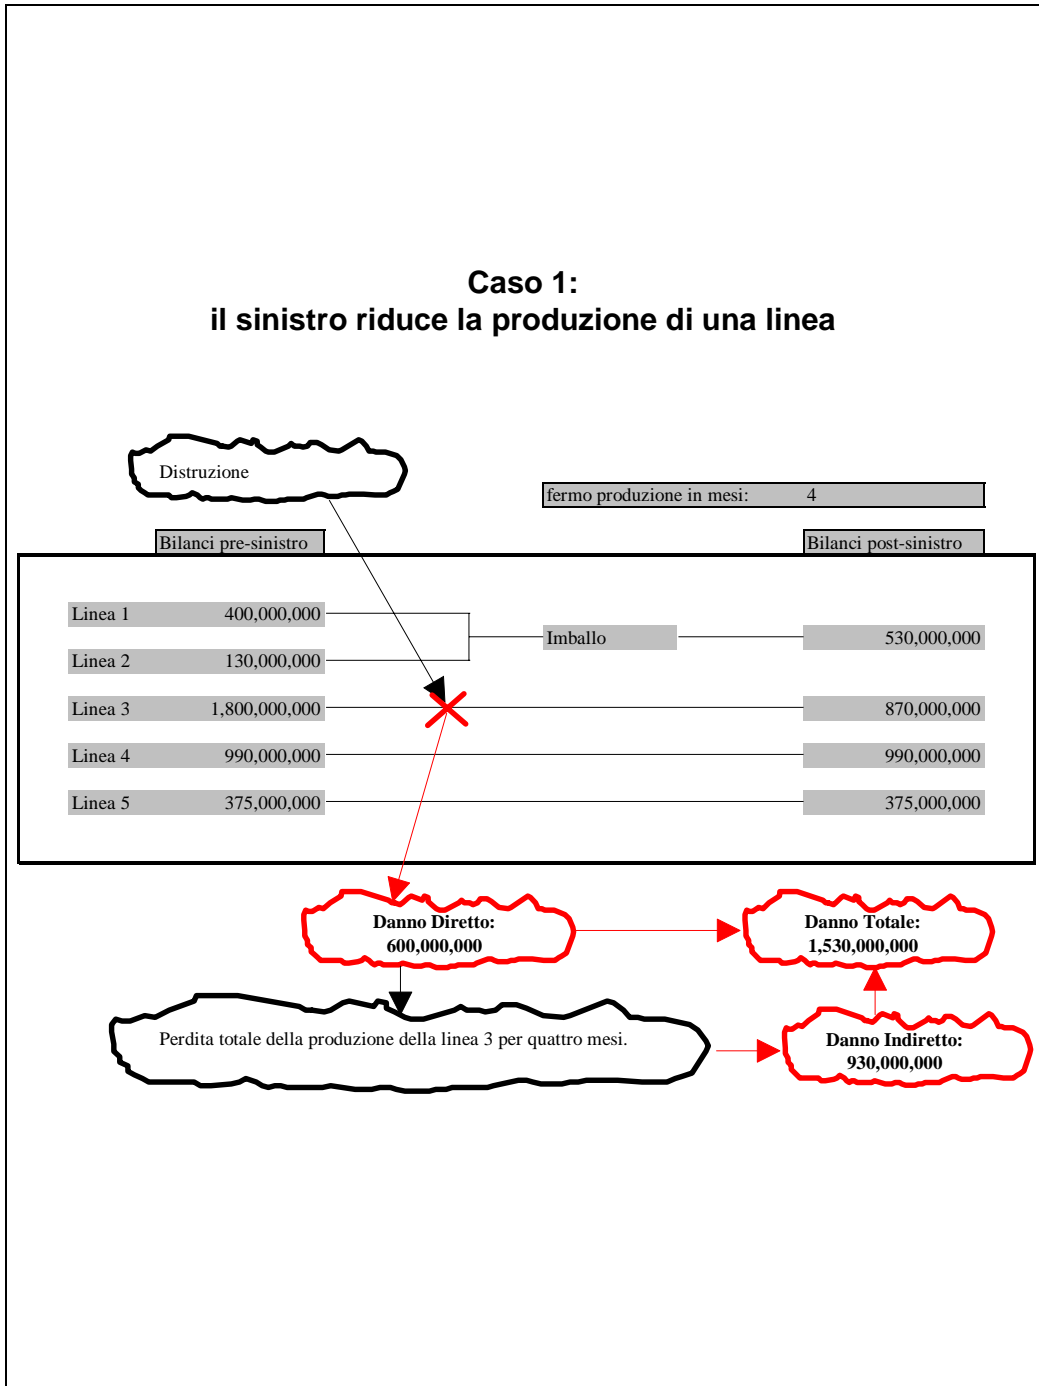 Caso 1:
il sinistro riduce la produzione di una linea
Distruzione
fermo produzione in mesi: 4
Bilanci pre-sinistro Bilanci post-sinistro
Linea 1 400,000,000
Imballo 530,000,000
Linea 2 130,000,000
Linea 3 1,800,000,000 870,000,000
Linea 4 990,000,000 990,000,000
Linea 5 375,000,000 375,000,000
Danno Diretto:
600,000,000
Danno Totale:
1,530,000,000
Perdita totale della produzione della linea 3 per quattro mesi.
Danno Indiretto:
930,000,000